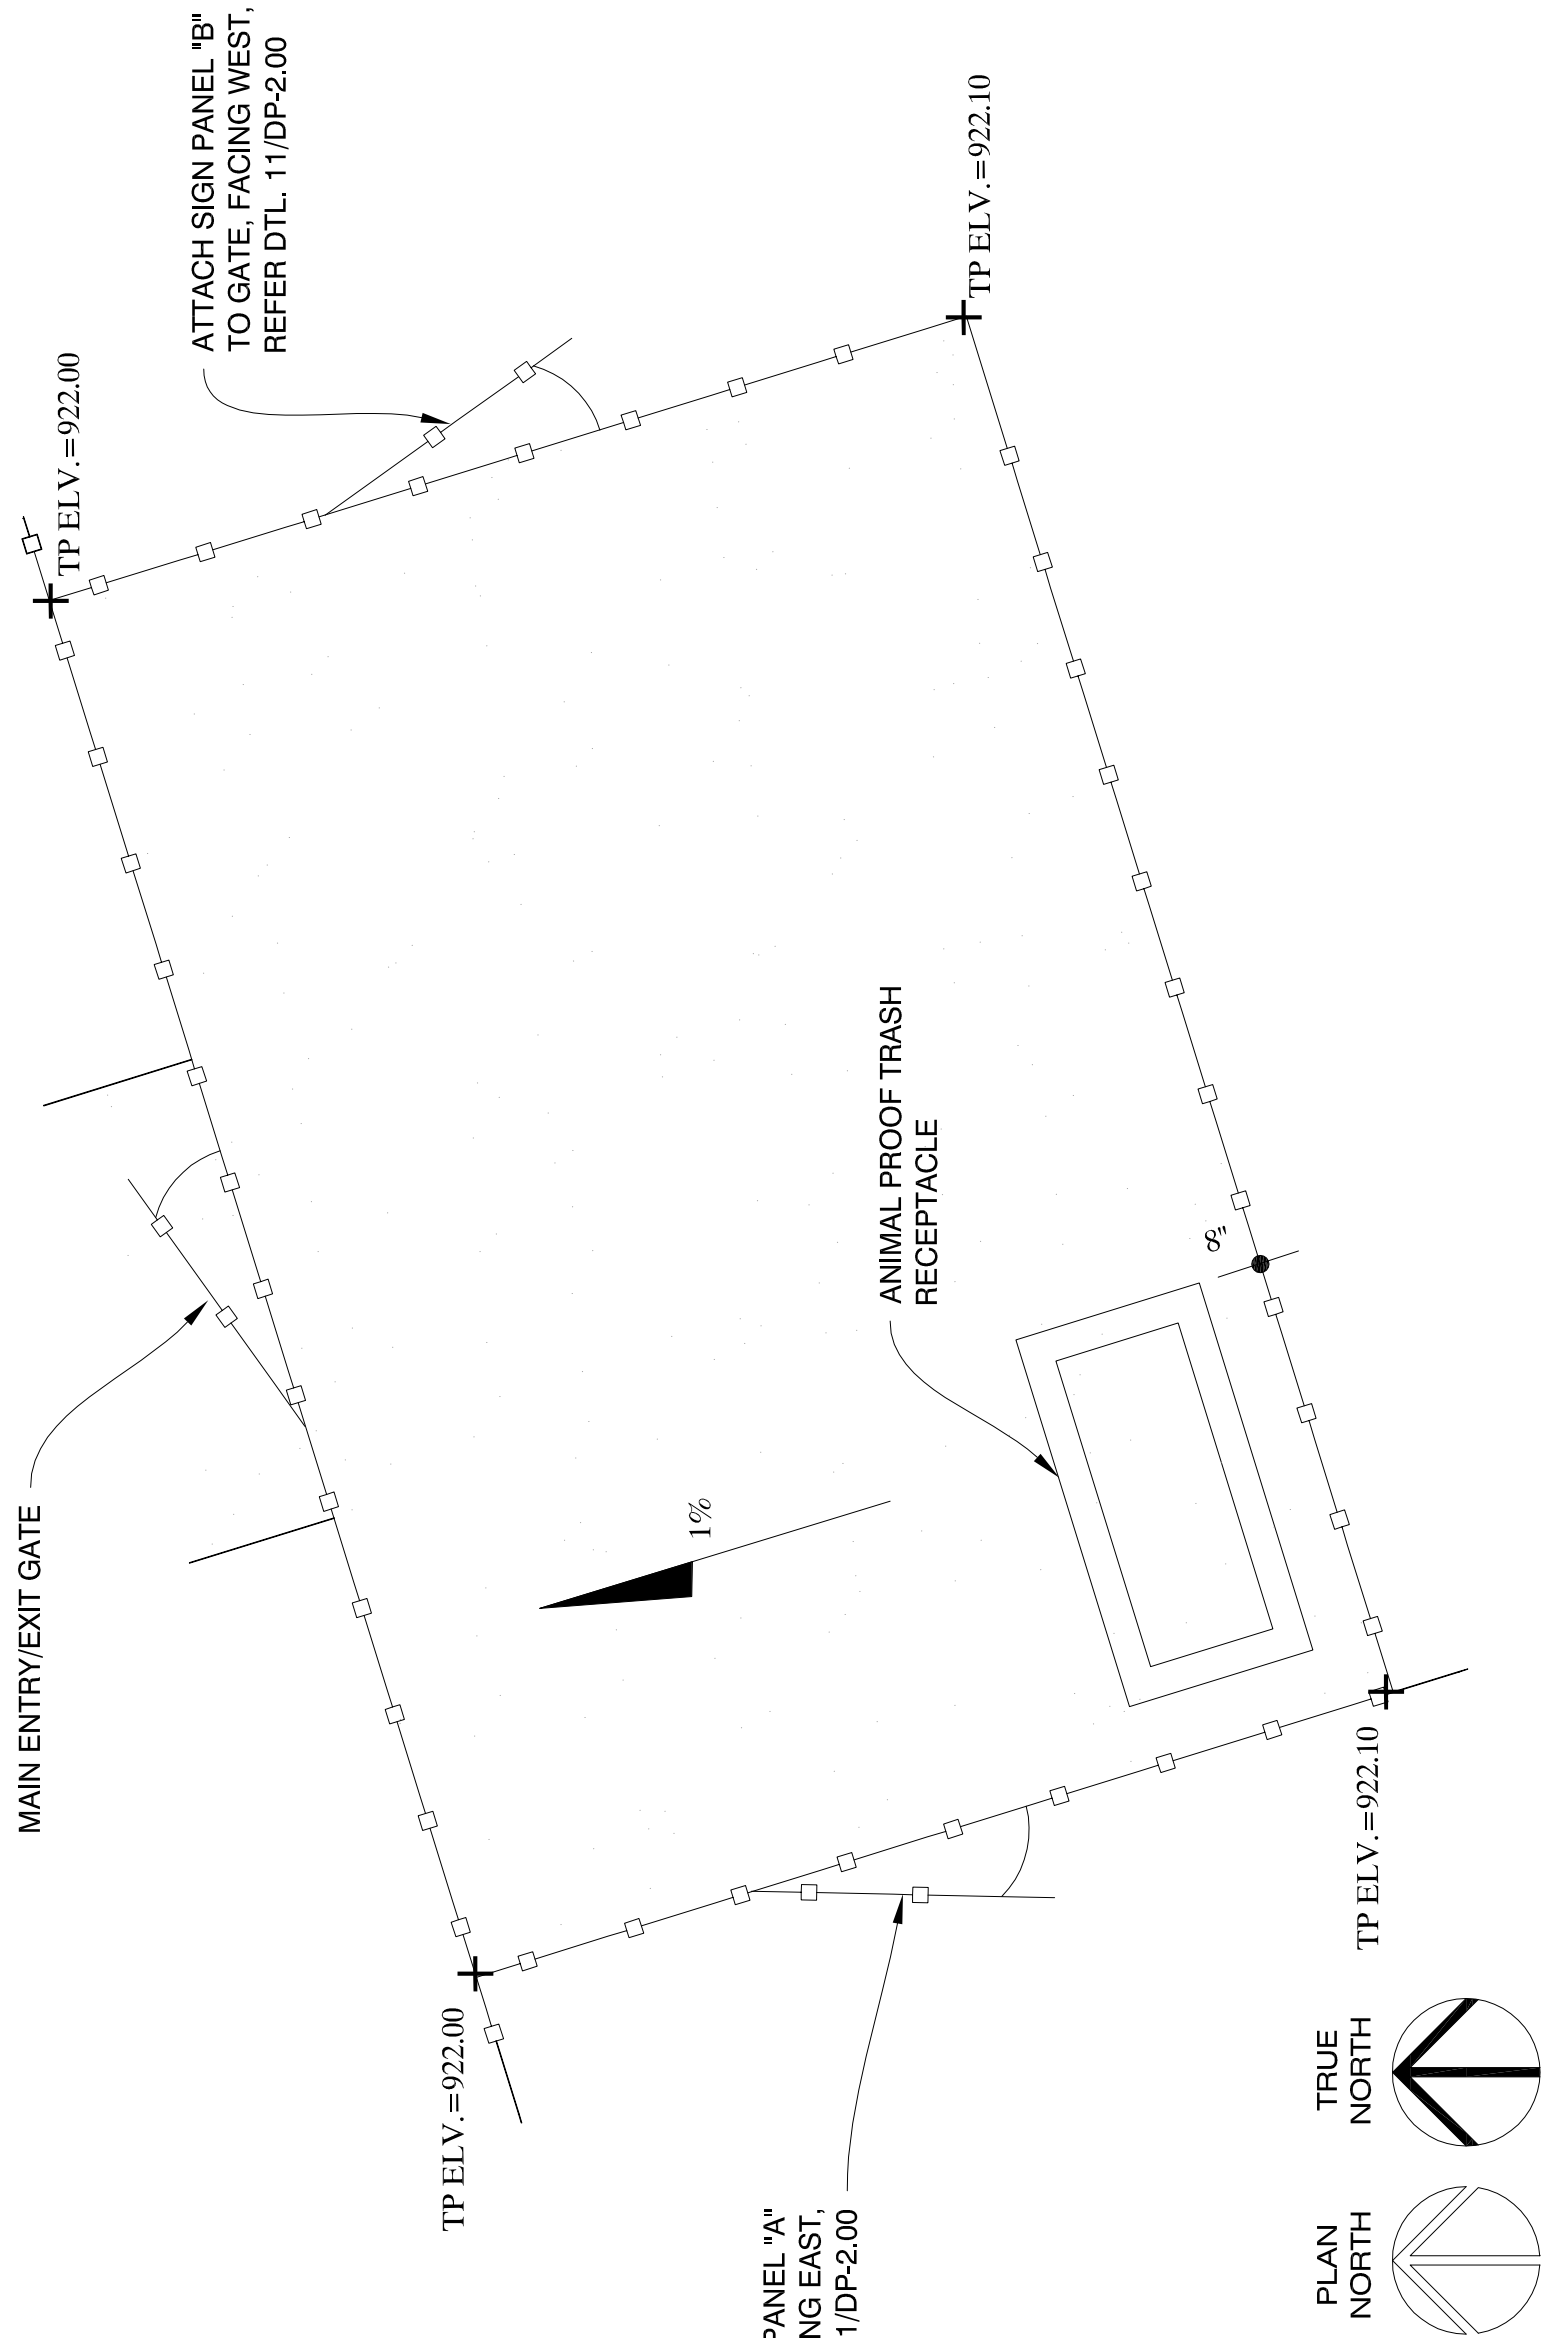 ATTACH SIGN PANEL "B"
TO GATE, FACING WEST,
REFER DTL. 11/DP-2.00
TP ELV.=922.00
TP ELV.=922.10
MAIN ENTRY/EXIT GATE
ANIMAL PROOF TRASH
RECEPTACLE
8"
1%
TP ELV.=922.00
TP ELV.=922.10
PANEL "A"
NG EAST,
1/DP-2.00
TRUE
NORTH
PLAN
NORTH